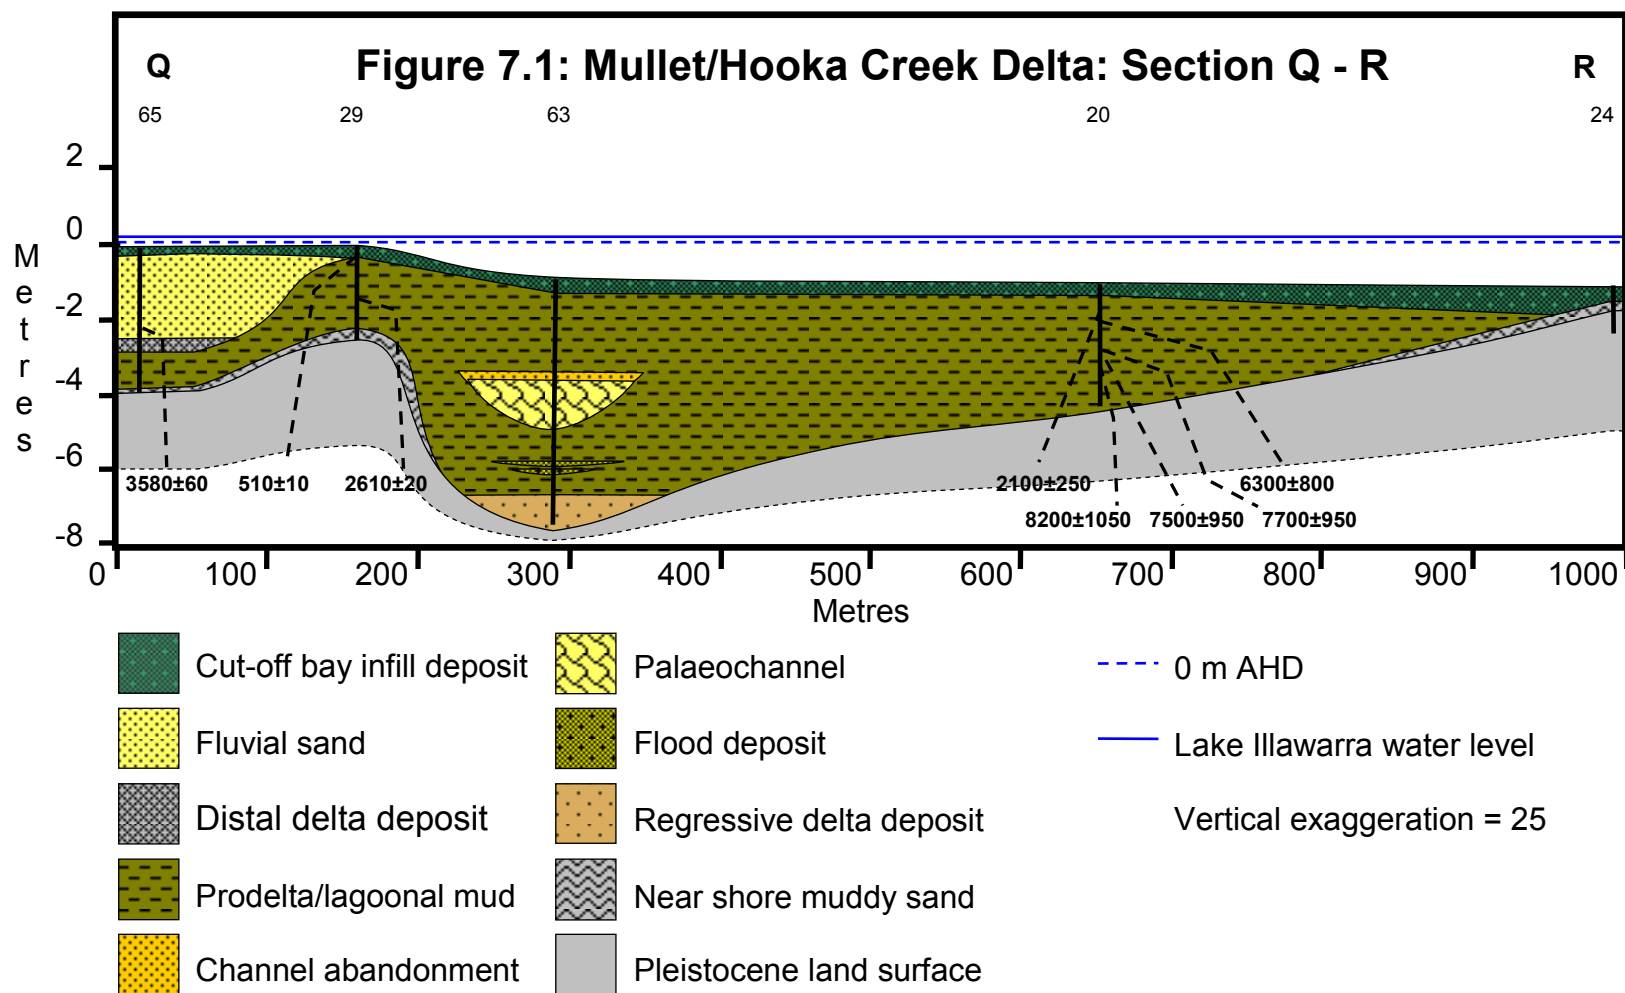 Q
Figure 7.1: Mullet/Hooka Creek Delta: Section Q - R
R
65
29
63
20
24
2
0
-2
-4
-6
-8
Metres
3580±60
510±10
2610±20
2100±250
6300±800
8200±1050
7500±950
7700±950
0
100
200
300
400
500
600
700
800
900
1000
Metres
Cut-off bay infill deposit
Palaeochannel
0 m AHD
Fluvial sand
Flood deposit
Lake Illawarra water level
Distal delta deposit
Regressive delta deposit
Vertical exaggeration = 25
Prodelta/lagoonal mud
Near shore muddy sand
Channel abandonment
Pleistocene land surface